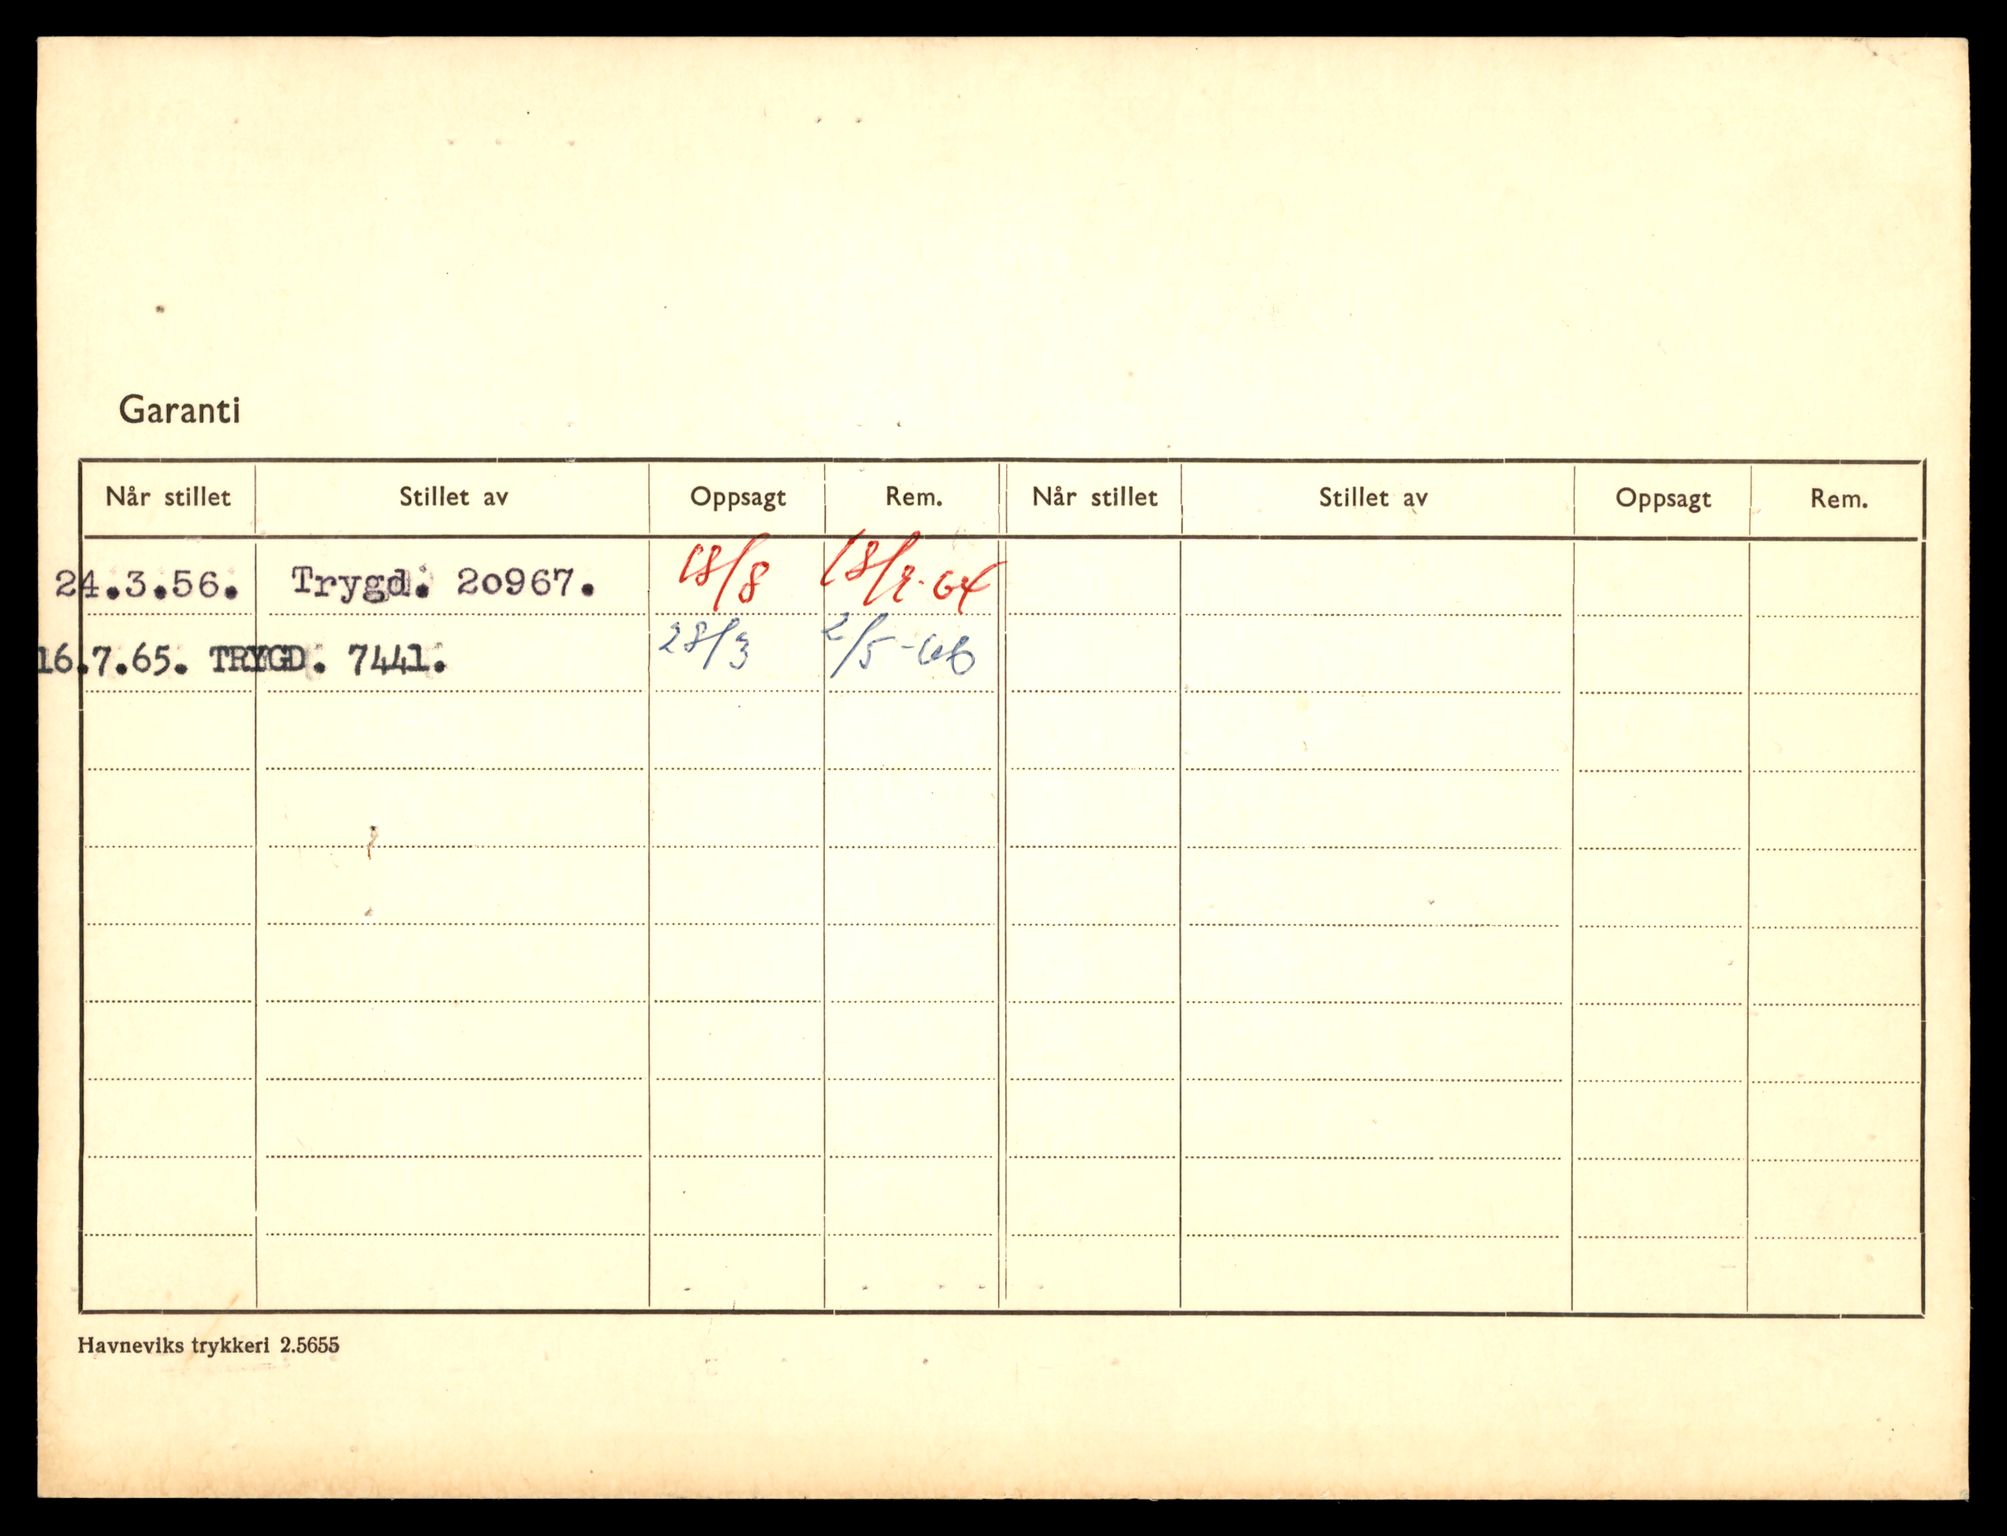 Garanti
Når stillet Stillet av Oppsagt Rem. Når stillet Stillet av Oppsagt Rem.
24.3.56. Trygd. 20967. 18/8 18/9-64
16.7.65. TRYGD. 7441. 28/3 2/5-66
Havneviks trykkeri 2.5655